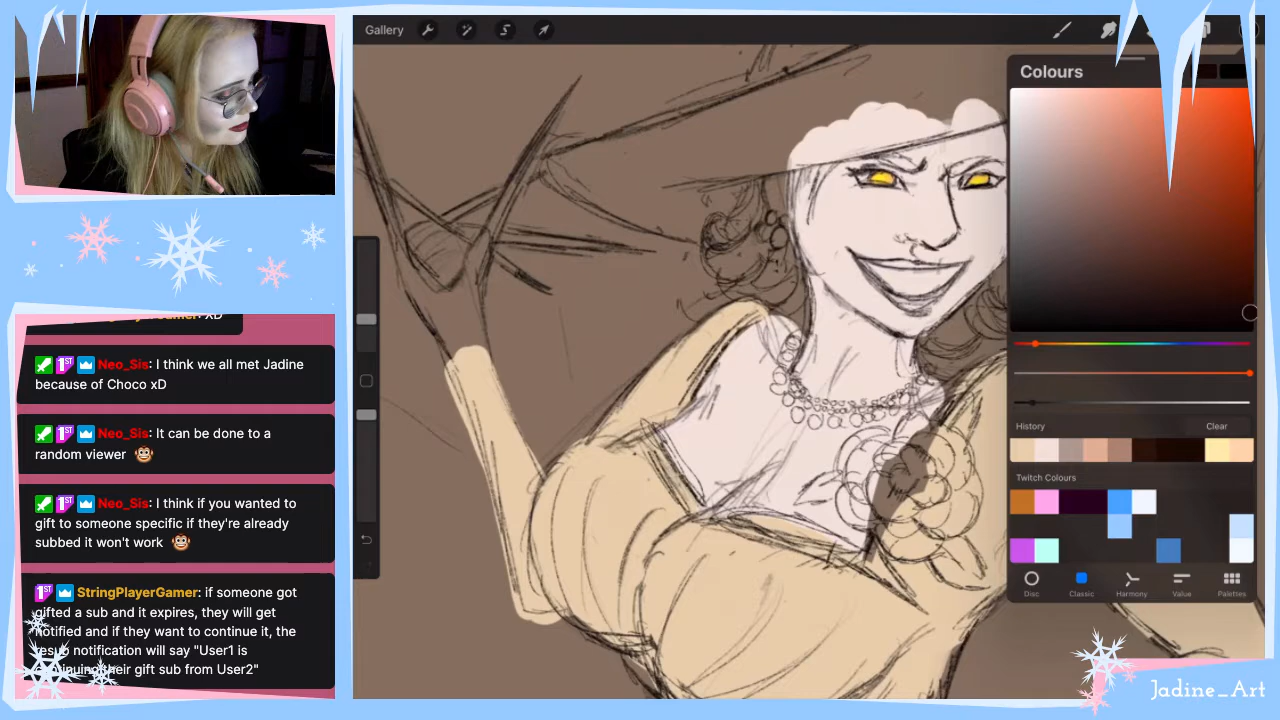 Gallery
Colours
XD
Neo_Sis: I think we all met Jadine
because of Choco xD
Neo_Sis: It can be done to a
random viewer
Neo_Sis: I think if you wanted to
gift to someone specific if they're already
subbed it won't work
StringPlayerGamer: if someone got
gifted a sub and it expires, they will get
notified and if they want to continue it, the
resub notification will say "User1 is
continuing their gift sub from User2"
History
Clear
Twitch Colours
Disc
Classic
Harmony
Value
Palettes
Jadine_Art